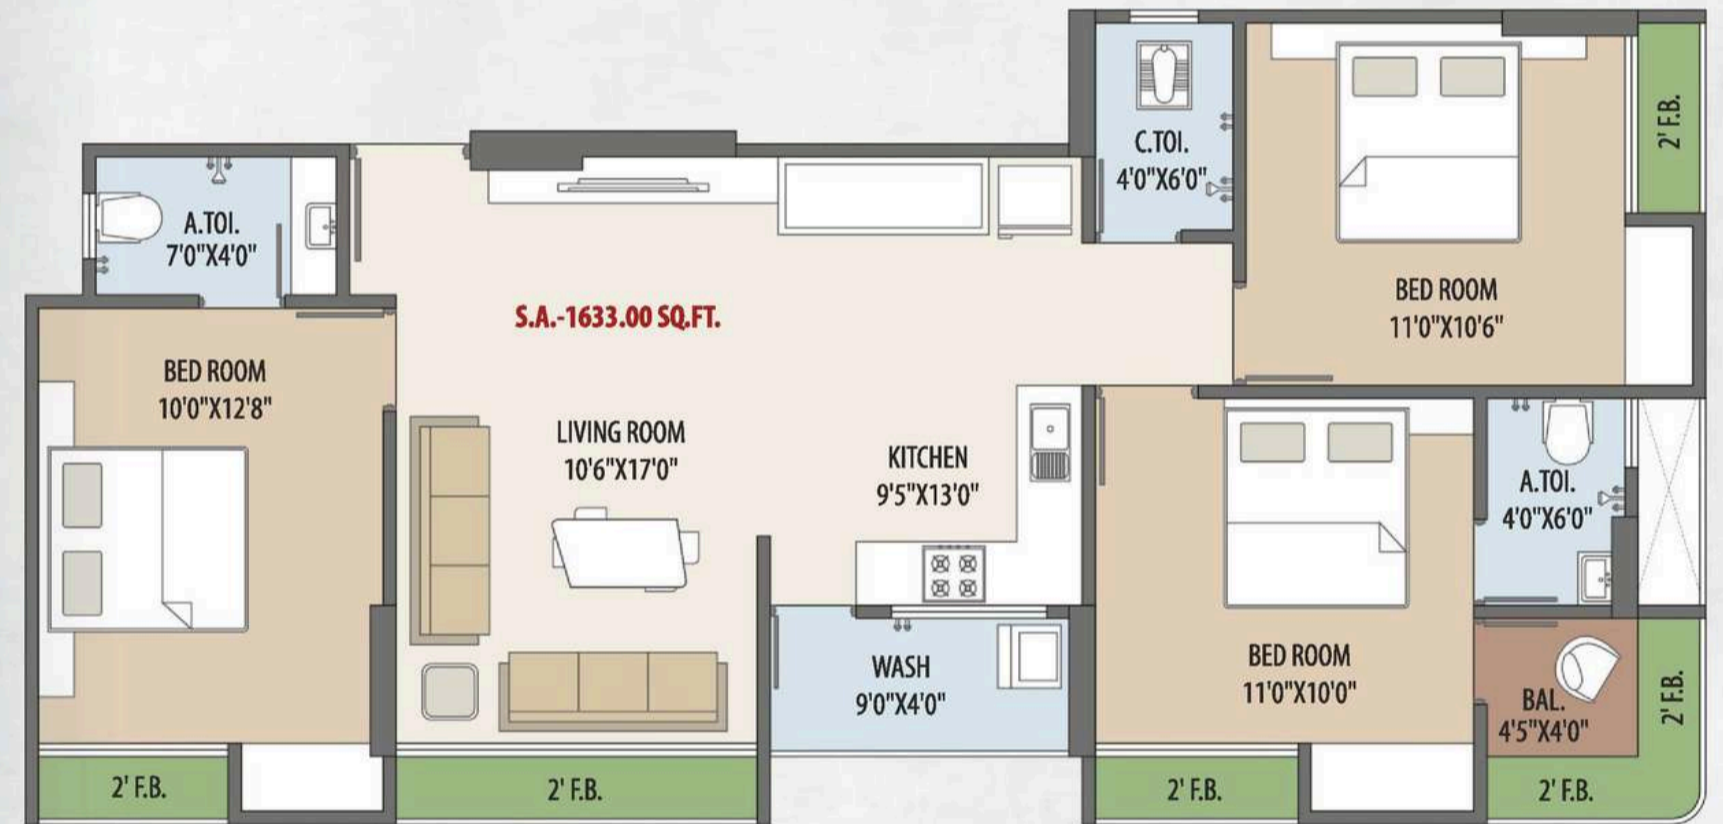 C.TOI.
4'0"X6'0"
2' F.B.
A.TOI.
7'0"X4'0"
BED ROOM
11'0"X10'6"
S.A.-1633.00 SQ.FT.
BED ROOM
10'0"X12'8"
LIVING ROOM
10'6"X17'0"
KITCHEN
9'5"X13'0"
A.TOI.
4'0"X6'0"
WASH
9'0"X4'0"
BED ROOM
11'0"X10'0"
BAL.
4'5"X4'0"
2' F.B.
2' F.B.
2' F.B.
2' F.B.
2' F.B.